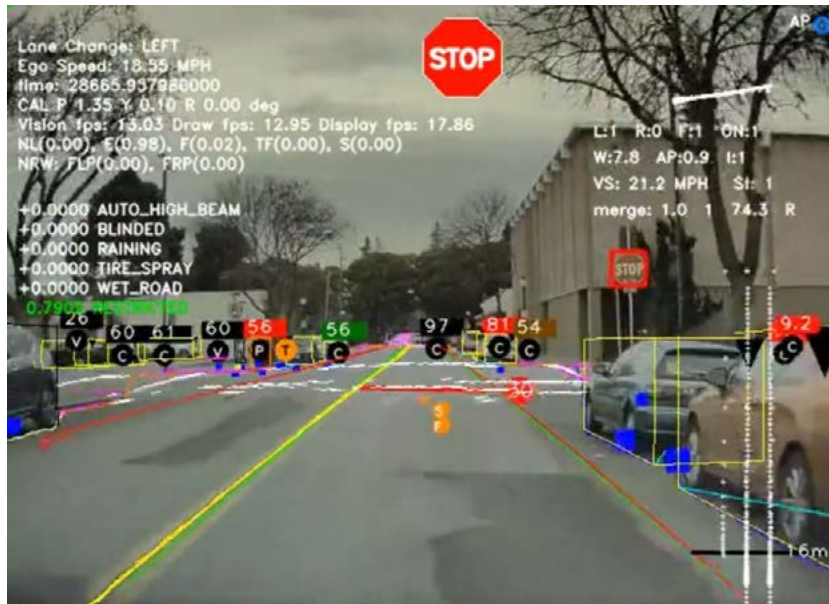 AP
STOP
Lane Change: LEFT
Ego Speed: 18.55 MPH
CAL P 1.35 Y 0.10 R 0.00 deg
Vision fps: 13.03 Draw fps: 12.95 Display fps: 17.86
NL(0.00), E(0.98), F(0.02), TF(0.00), S(0.00)
NRW: FLP(0.00), FRP(0.00)
L:1 R:0 F:1 ON:1
W:7.8 AP:0.9 I:1
VS: 21.2 MPH St: 1
merge: 1.0 1 74.3 R
+0.0000 AUTO_HIGH_BEAM
+0.0000 BLINDED
+0.0000 RAINING
+0.0000 TIRE_SPRAY
+0.0000 WET_ROAD
RESTRICTED
STOP
26 60 61 60 56 56 97 81 54 9.2
V C C V P T C C C C C
30
S
F
16m